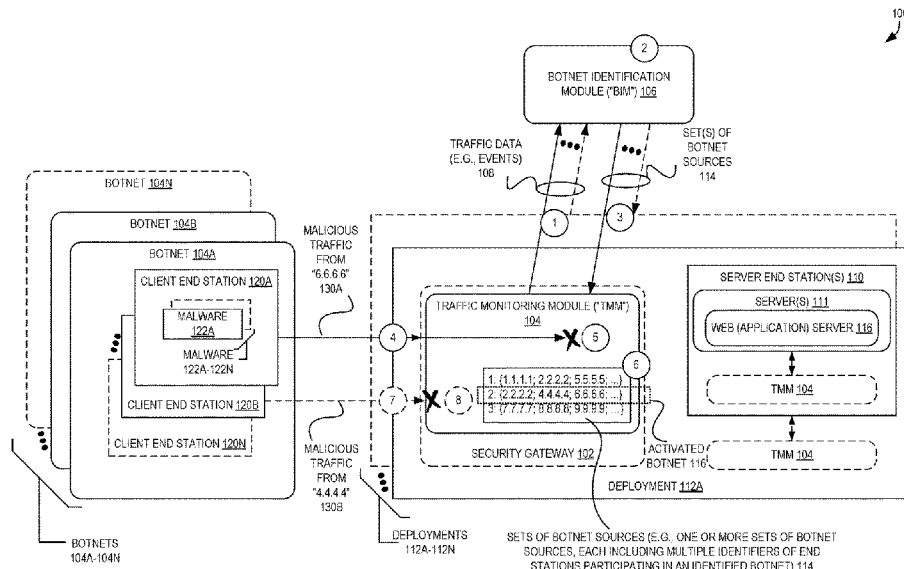 10
2
BOTNET IDENTIFICATION
MODULE ("BIM") 106
TRAFFIC DATA
(E.G., EVENTS)
108
SET(S) OF
BOTNET
SOURCES
114
1
3
BOTNET 104N
BOTNET 104B
BOTNET 104A
CLIENT END STATION 120A
MALWARE
122A
MALWARE
122A-122N
CLIENT END STATION 120B
CLIENT END STATION 120N
MALICIOUS
TRAFFIC
FROM
"6.6.6.6"
130A
MALICIOUS
TRAFFIC
FROM
"4.4.4.4"
130B
4
7
TRAFFIC MONITORING MODULE ("TMM")
104
X
5
6
X
8
1: {1.1.1.1; 2.2.2.2; 5.5.5.5; ...}
2: {2.2.2.2; 4.4.4.4; 6.6.6.6; ...}
3: {7.7.7.7; 8.8.8.8; 9.9.9.9; ...}
SECURITY GATEWAY 102
ACTIVATED
BOTNET 116
SERVER END STATION(S) 110
SERVER(S) 111
WEB (APPLICATION) SERVER 116
TMM 104
TMM 104
DEPLOYMENT 112A
BOTNETS
104A-104N
DEPLOYMENTS
112A-112N
SETS OF BOTNET SOURCES (E.G., ONE OR MORE SETS OF BOTNET
SOURCES, EACH INCLUDING MULTIPLE IDENTIFIERS OF END
STATIONS PARTICIPATING IN AN IDENTIFIED BOTNET) 114